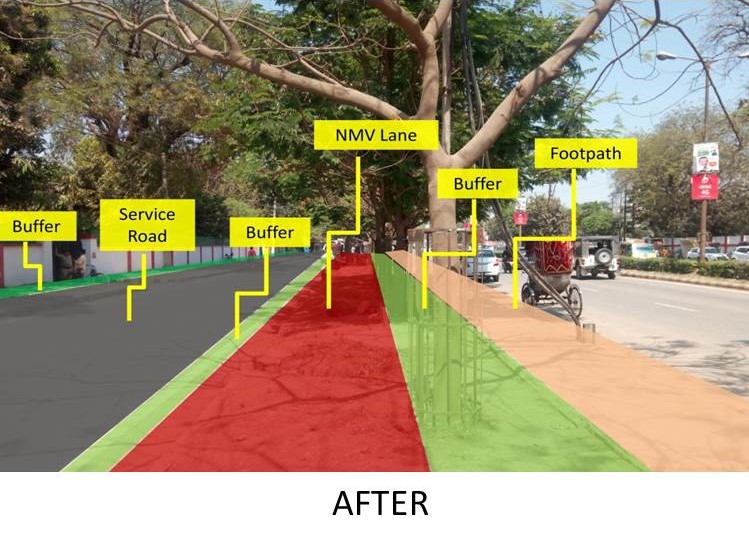 NMV Lane
Footpath
Buffer
Service
Road
Buffer
Buffer
AFTER